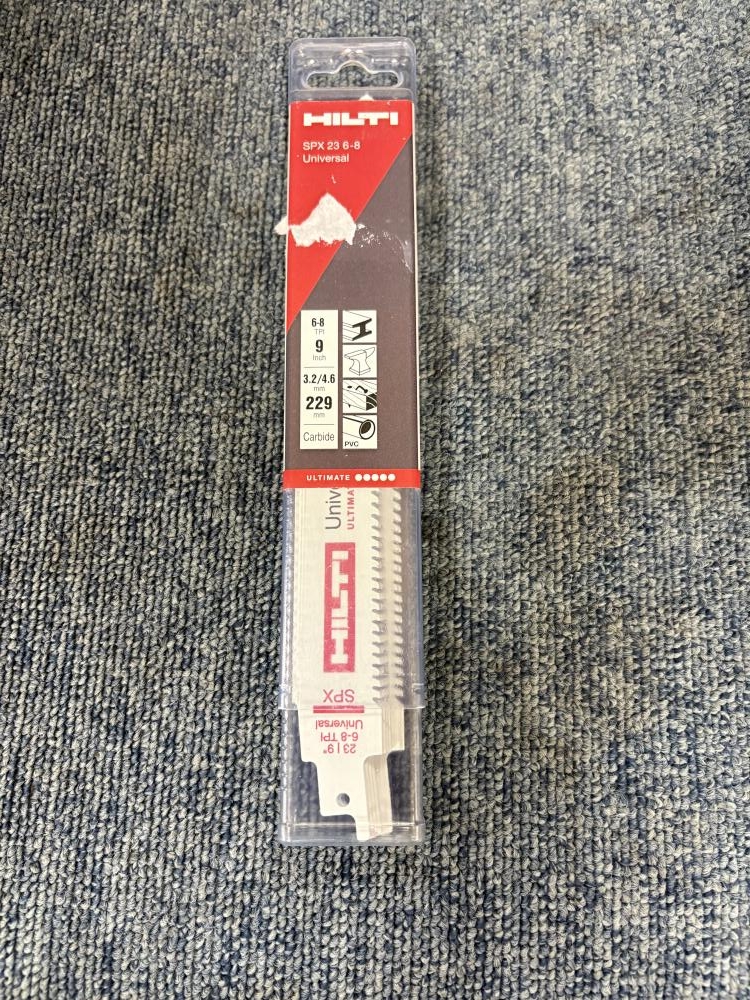 HILTI
SPX 23 6-8
Universal
6-8
TPI
9
Inch
3.2/4.6
mm
229
mm
Carbide
PVC
ULTIMATE
Unive
ULTIMA
HILTI
SPX
23 | 9"
6-8 TPI
Universal